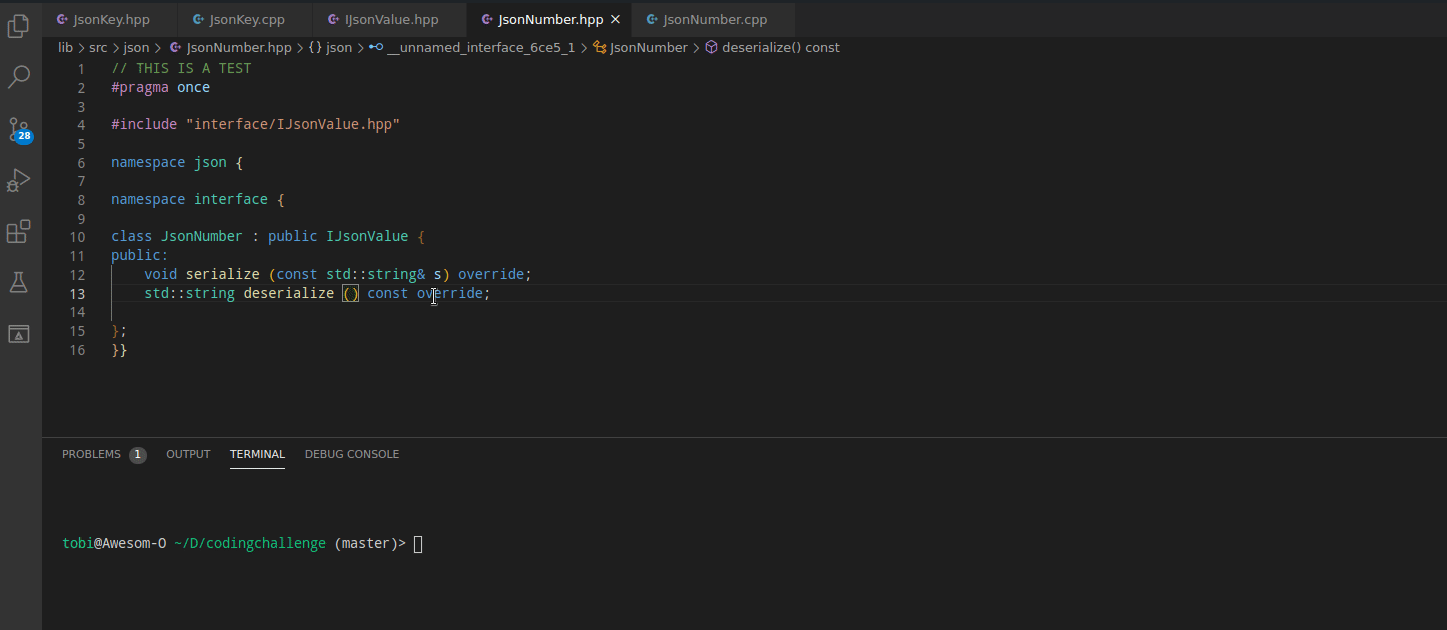 JsonKey.hpp JsonKey.cpp IJsonValue.hpp JsonNumber.hpp × JsonNumber.cpp
lib > src > json > JsonNumber.hpp > {} json > __unnamed_interface_6ce5_1 > JsonNumber > deserialize() const
1 // THIS IS A TEST
2 #pragma once
3
4 #include "interface/IJsonValue.hpp"
5
6 namespace json {
7
8 namespace interface {
9
10 class JsonNumber : public IJsonValue {
11 public:
12 void serialize (const std::string& s) override;
13 std::string deserialize () const override;
14
15 };
16 }}
28
PROBLEMS 1 OUTPUT TERMINAL DEBUG CONSOLE
tobi@Awesom-O ~/D/codingchallenge (master)>